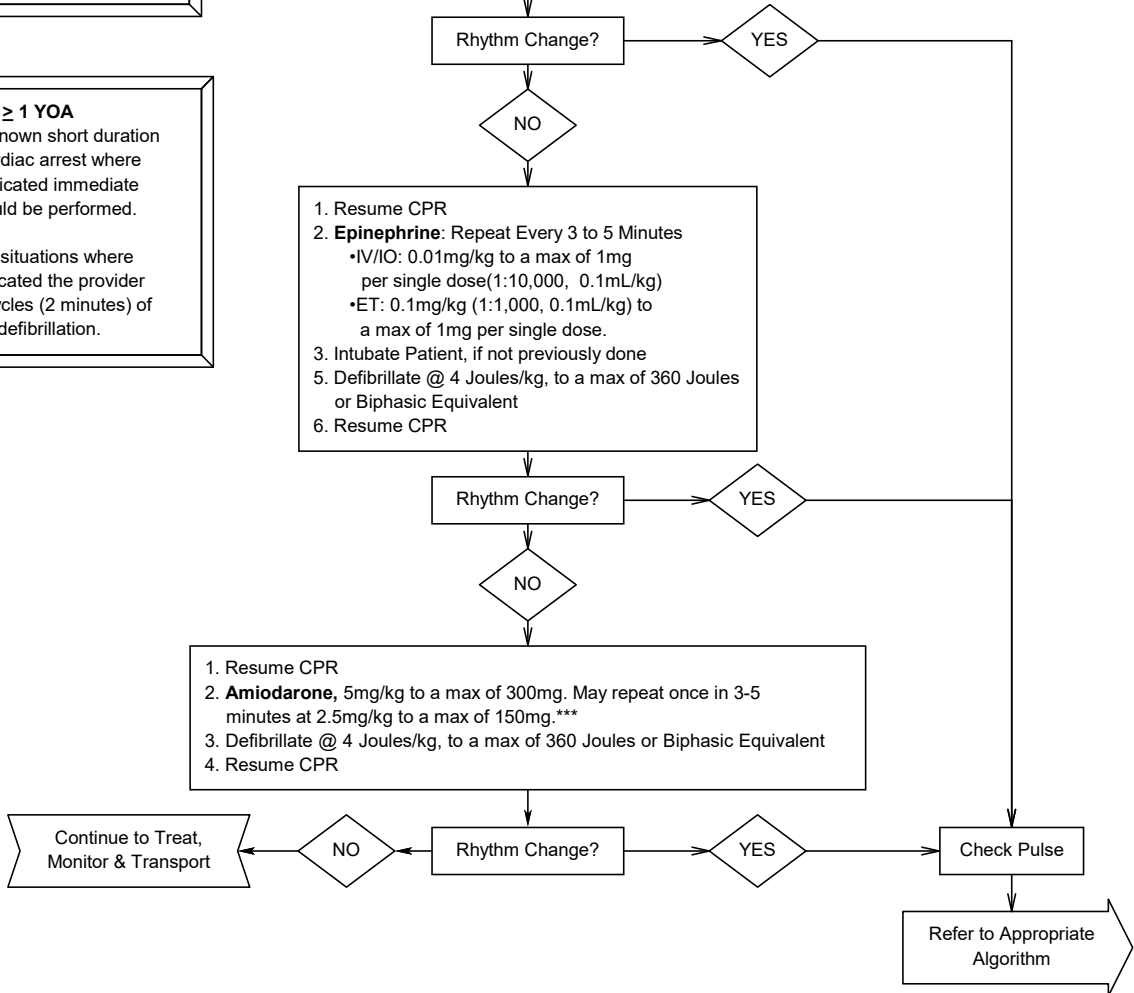 Rhythm Change?
YES
NO
≥ 1 YOA
nown short duration
diac arrest where
icated immediate
uld be performed.
situations where
cated the provider
ycles (2 minutes) of
defibrillation.
1. Resume CPR
2. Epinephrine: Repeat Every 3 to 5 Minutes
•IV/IO: 0.01mg/kg to a max of 1mg
per single dose(1:10,000, 0.1mL/kg)
•ET: 0.1mg/kg (1:1,000, 0.1mL/kg) to
a max of 1mg per single dose.
3. Intubate Patient, if not previously done
5. Defibrillate @ 4 Joules/kg, to a max of 360 Joules
or Biphasic Equivalent
6. Resume CPR
Rhythm Change?
YES
NO
1. Resume CPR
2. Amiodarone, 5mg/kg to a max of 300mg. May repeat once in 3-5
minutes at 2.5mg/kg to a max of 150mg.***
3. Defibrillate @ 4 Joules/kg, to a max of 360 Joules or Biphasic Equivalent
4. Resume CPR
Continue to Treat,
Monitor & Transport
NO
Rhythm Change?
YES
Check Pulse
Refer to Appropriate
Algorithm